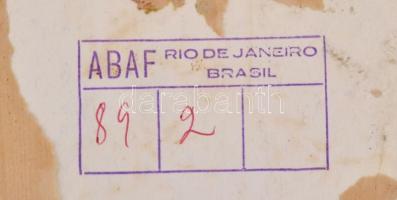 ABAF RIO DE JANEIRO
BRASIL
89 2
darabanth